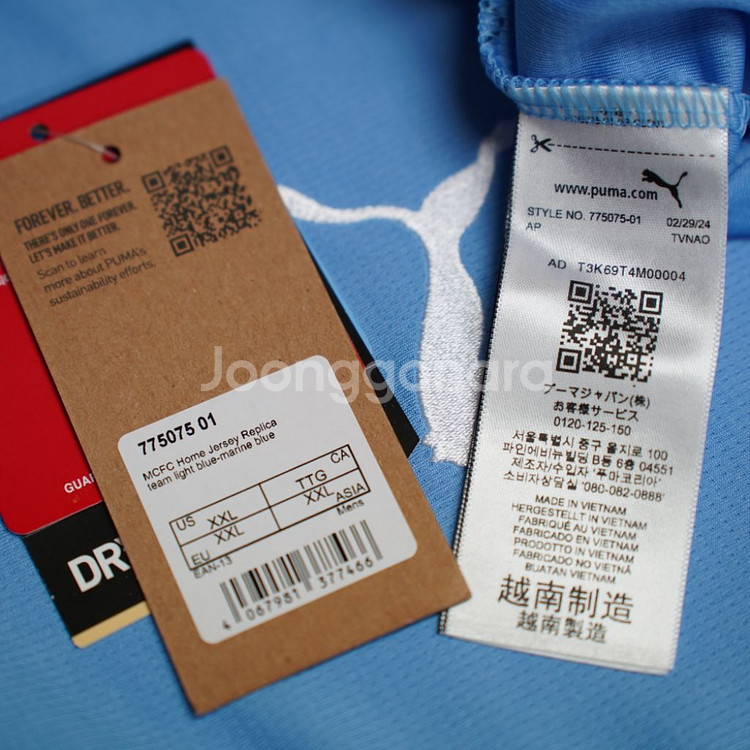 FOREVER. BETTER.
THERE'S ONLY ONE FOREVER.
LET'S MAKE IT BETTER.
Scan to learn
more about PUMA's
sustainability efforts.
775075 01
MCFC Home Jersey Replica
team light blue-marine blue
US XXL
TTG CA
EU XXL
XXL ASIA
EAN-13
Mens
4 067981 377466
GUA
DRY
www.puma.com
STYLE NO. 775075-01
02/29/24
AP
TVNAO
AD T3K69T4M00004
プーマジャパン(株)
お客様サービス
0120-125-150
서울특별시 중구 을지로 100
파인에비뉴빌딩 B동 6층 04551
제조자/수입자 '푸마코리아'
소비자상담실 '080-082-0888'
MADE IN VIETNAM
HERGESTELLT IN VIETNAM
FABRIQUÉ AU VIETNAM
FABRICADO EN VIETNAM
PRODOTTO IN VIETNAM
FABRICADO NO VIETNÃ
BUATAN VIETNAM
越南制造
越南製造
Joonggonara